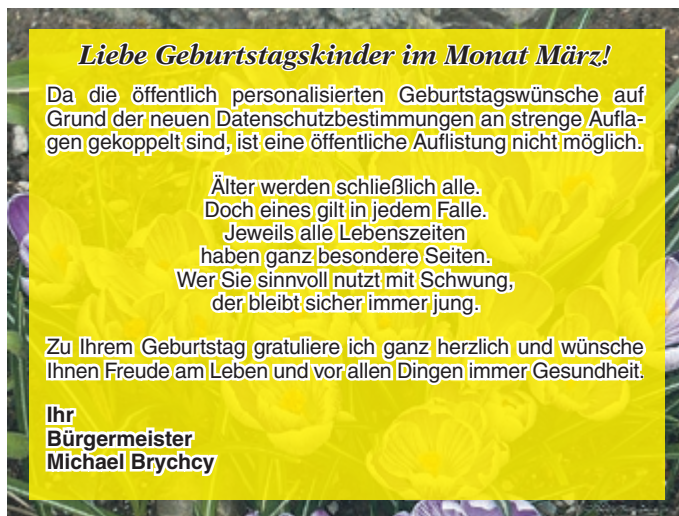 Liebe Geburtstagskinder im Monat März!
Da die öffentlich personalisierten Geburtstagswünsche auf
Grund der neuen Datenschutzbestimmungen an strenge Aufla-
gen gekoppelt sind, ist eine öffentliche Auflistung nicht möglich.
Älter werden schließlich alle.
Doch eines gilt in jedem Falle.
Jeweils alle Lebenszeiten
haben ganz besondere Seiten.
Wer Sie sinnvoll nutzt mit Schwung,
der bleibt sicher immer jung.
Zu Ihrem Geburtstag gratuliere ich ganz herzlich und wünsche
Ihnen Freude am Leben und vor allen Dingen immer Gesundheit.
Ihr
Bürgermeister
Michael Brychcy